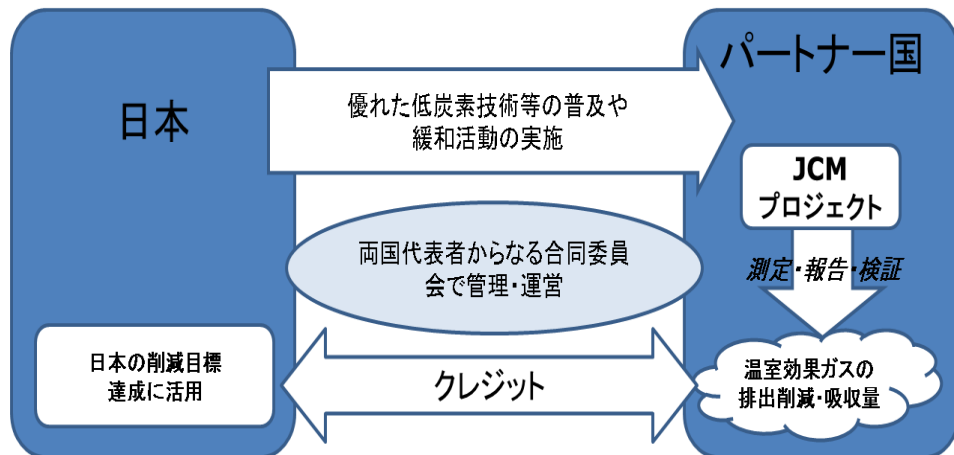 日本
パートナー国
優れた低炭素技術等の普及や
緩和活動の実施
JCM
プロジェクト
両国代表者からなる合同委員
会で管理・運営
測定・報告・検証
日本の削減目標
達成に活用
クレジット
温室効果ガスの
排出削減・吸収量